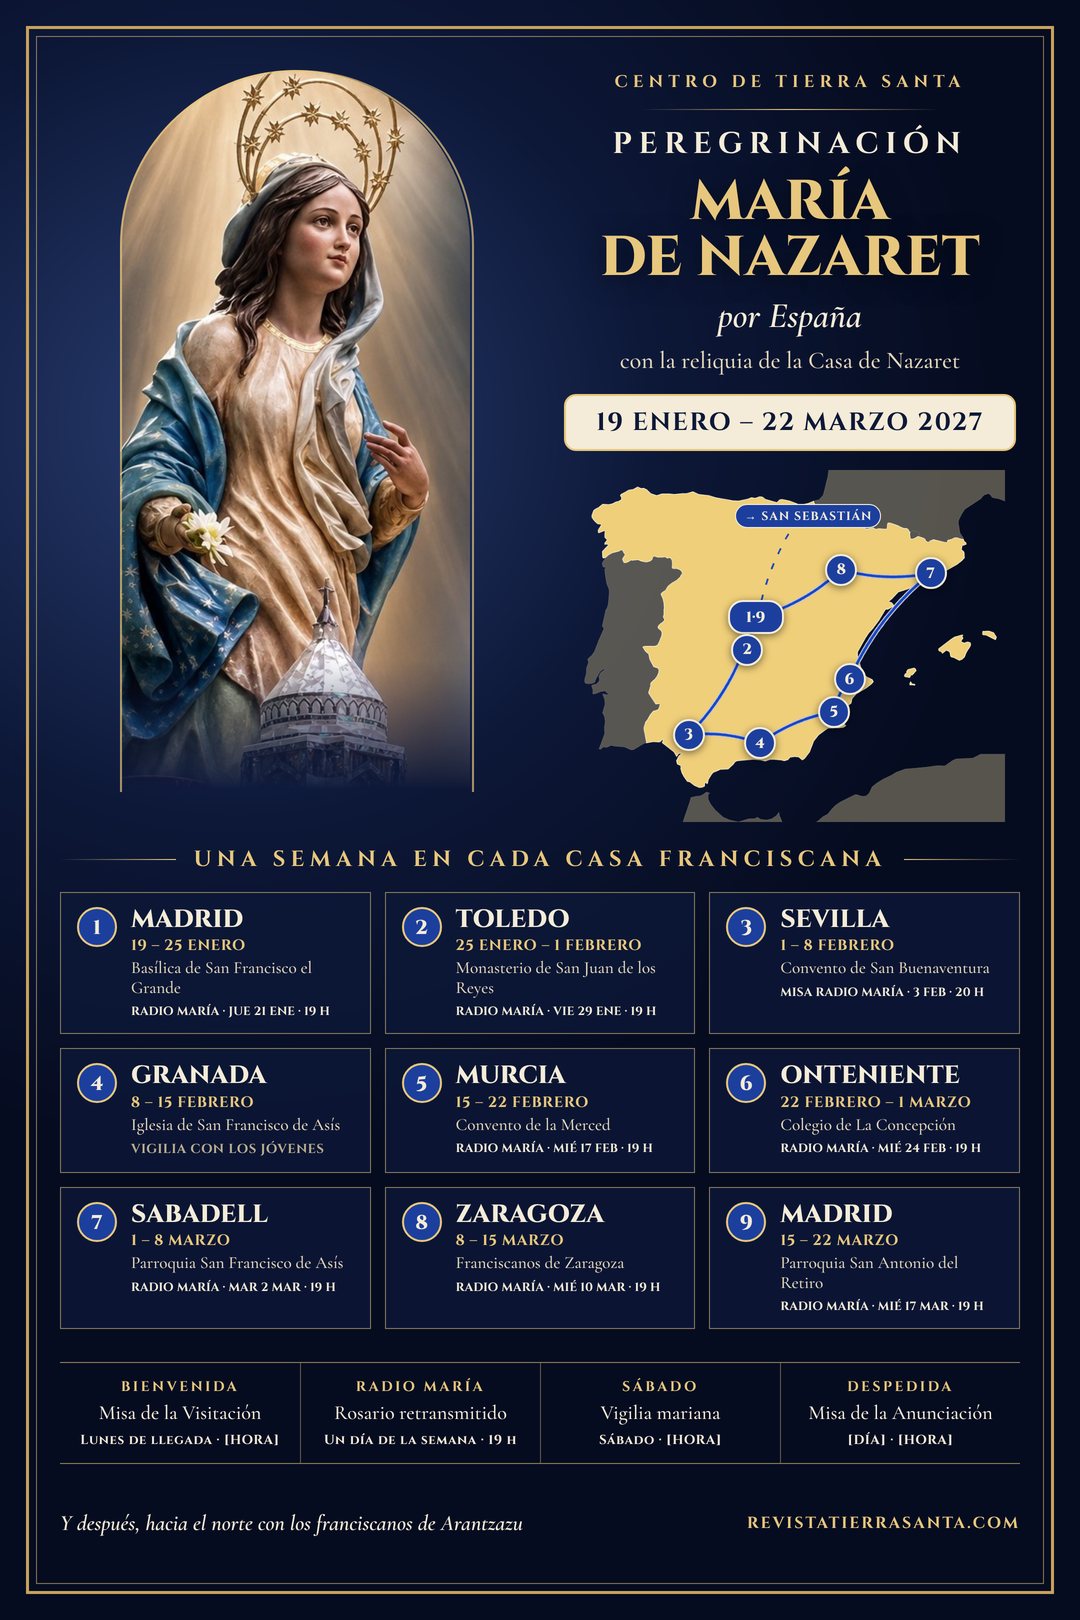 CENTRO DE TIERRA SANTA
PEREGRINACIÓN
MARÍA
DE NAZARET
por España
con la reliquia de la Casa de Nazaret
19 ENERO – 22 MARZO 2027
→ SAN SEBASTIÁN
8
7
1·9
2
6
5
3
4
UNA SEMANA EN CADA CASA FRANCISCANA
1
MADRID
19 – 25 ENERO
Basílica de San Francisco el
Grande
RADIO MARÍA · JUE 21 ENE · 19 H
2
TOLEDO
25 ENERO – 1 FEBRERO
Monasterio de San Juan de los
Reyes
RADIO MARÍA · VIE 29 ENE · 19 H
3
SEVILLA
1 – 8 FEBRERO
Convento de San Buenaventura
MISA RADIO MARÍA · 3 FEB · 20 H
4
GRANADA
8 – 15 FEBRERO
Iglesia de San Francisco de Asís
VIGILIA CON LOS JÓVENES
5
MURCIA
15 – 22 FEBRERO
Convento de la Merced
RADIO MARÍA · MIÉ 17 FEB · 19 H
6
ONTENIENTE
22 FEBRERO – 1 MARZO
Colegio de La Concepción
RADIO MARÍA · MIÉ 24 FEB · 19 H
7
SABADELL
1 – 8 MARZO
Parroquia San Francisco de Asís
RADIO MARÍA · MAR 2 MAR · 19 H
8
ZARAGOZA
8 – 15 MARZO
Franciscanos de Zaragoza
RADIO MARÍA · MIÉ 10 MAR · 19 H
9
MADRID
15 – 22 MARZO
Parroquia San Antonio del
Retiro
RADIO MARÍA · MIÉ 17 MAR · 19 H
BIENVENIDA
Misa de la Visitación
LUNES DE LLEGADA · [HORA]
RADIO MARÍA
Rosario retransmitido
UN DÍA DE LA SEMANA · 19 H
SÁBADO
Vigilia mariana
SÁBADO · [HORA]
DESPEDIDA
Misa de la Anunciación
[DÍA] · [HORA]
Y después, hacia el norte con los franciscanos de Arantzazu
REVISTATIERRASANTA.COM